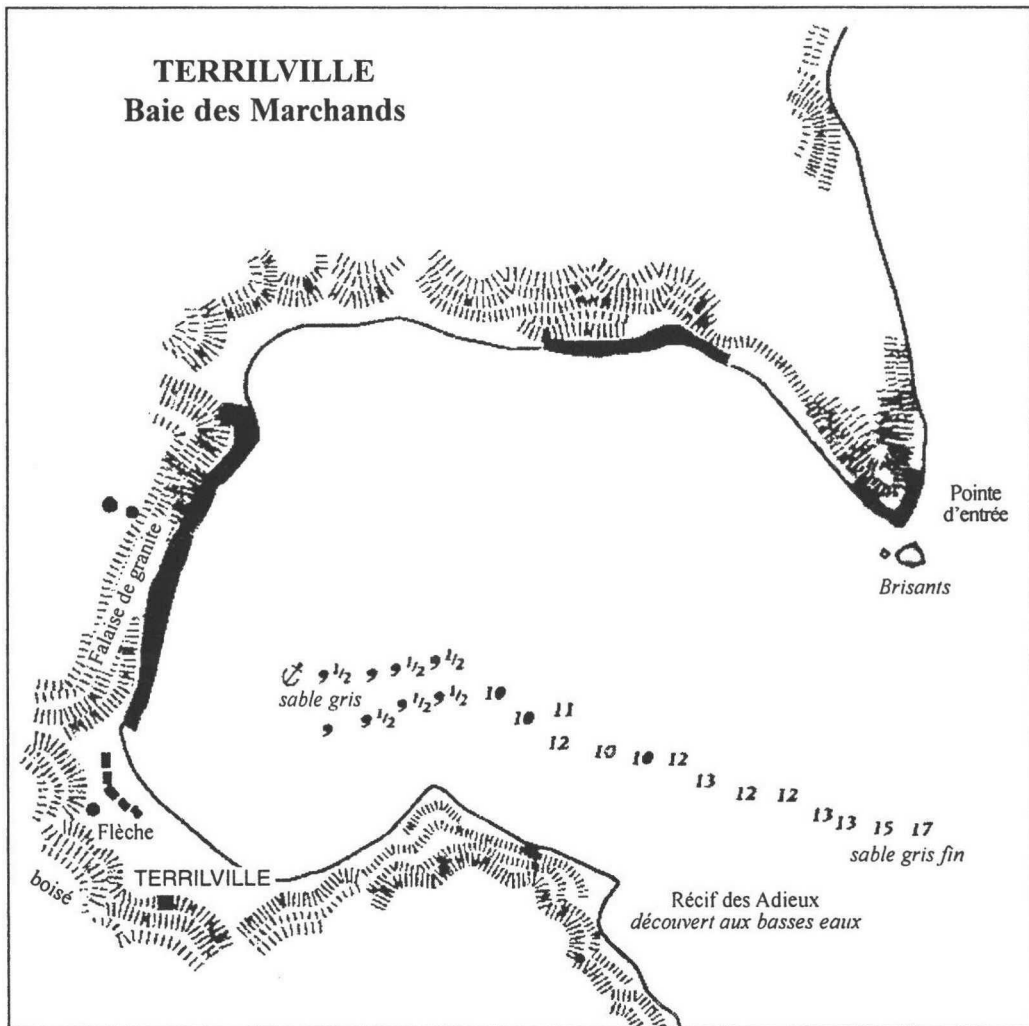 TERRILVILLE
Baie des Marchands
Pointe
d'entrée
Brisants
Falaise de granite
9 1/2 9 9 1/2 9 1/2
sable gris
9 9 1/2 9 1/2 9 1/2 10
10 11
12 10 10 12
13 12 12
13 13 15 17
sable gris fin
Flèche
boisé
TERRILVILLE
Récif des Adieux
découvert aux basses eaux